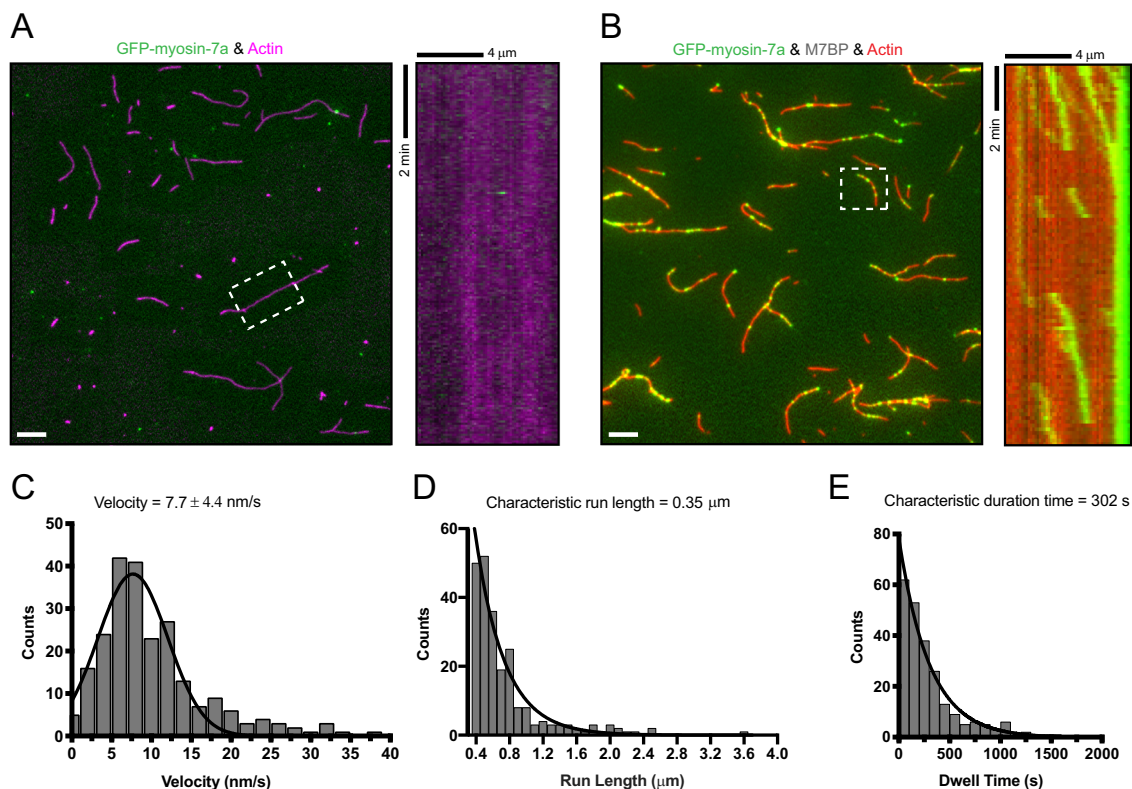 A
GFP-myosin-7a & Actin
4 μm
2 min
B
GFP-myosin-7a & M7BP & Actin
4 μm
2 min
C
Velocity = 7.7 ± 4.4 nm/s
Counts
50
40
30
20
10
0
0 5 10 15 20 25 30 35 40
Velocity (nm/s)
D
Characteristic run length = 0.35 μm
Counts
60
40
20
0
0.4 0.8 1.2 1.6 2.0 2.4 2.8 3.2 3.6 4.0
Run Length (μm)
E
Characteristic duration time = 302 s
Counts
80
60
40
20
0
0 500 1000 1500 2000
Dwell Time (s)